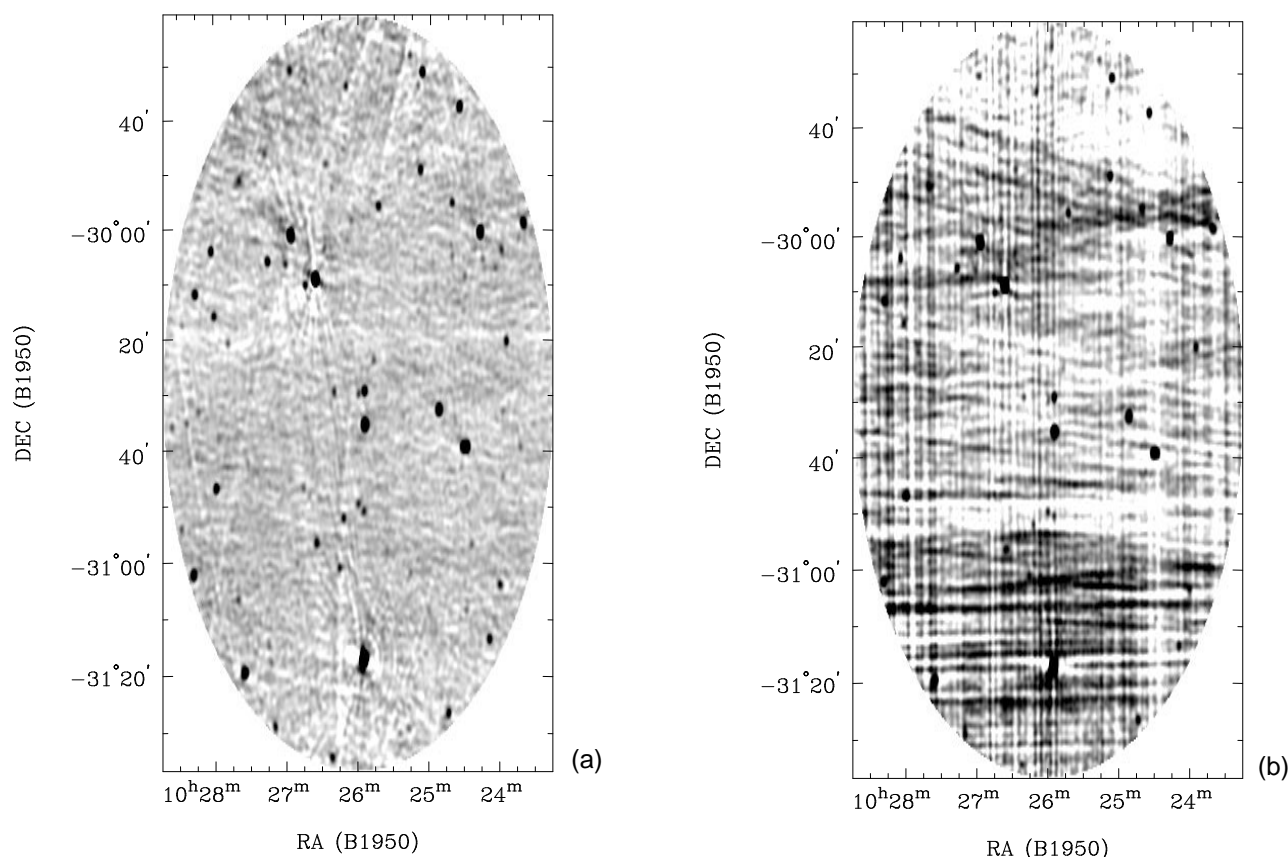 40′
−30°00′
20′
40′
−31°00′
−31°20′
DEC (B1950)
10ʰ28ᵐ 27ᵐ 26ᵐ 25ᵐ 24ᵐ
RA (B1950)
(a)
40′
−30°00′
20′
40′
−31°00′
−31°20′
DEC (B1950)
10ʰ28ᵐ 27ᵐ 26ᵐ 25ᵐ 24ᵐ
RA (B1950)
(b)